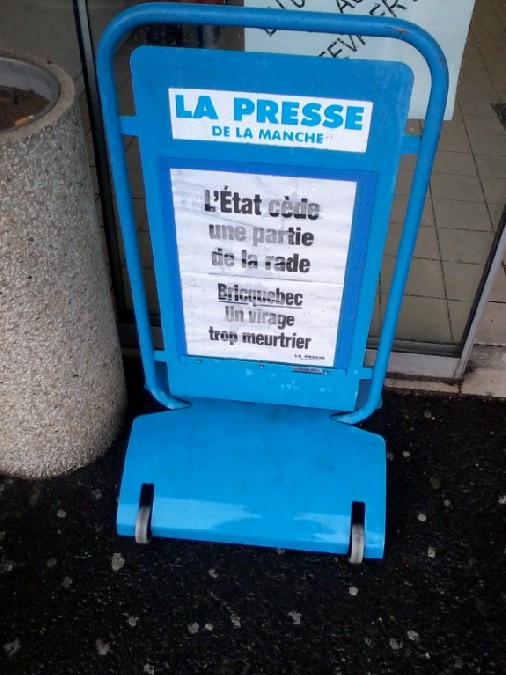 FÉVRIER
LA PRESSE
DE LA MANCHE
L'État cède
une partie
de la rade
Bricquebec
Un virage
trop meurtrier
LA PRESSE